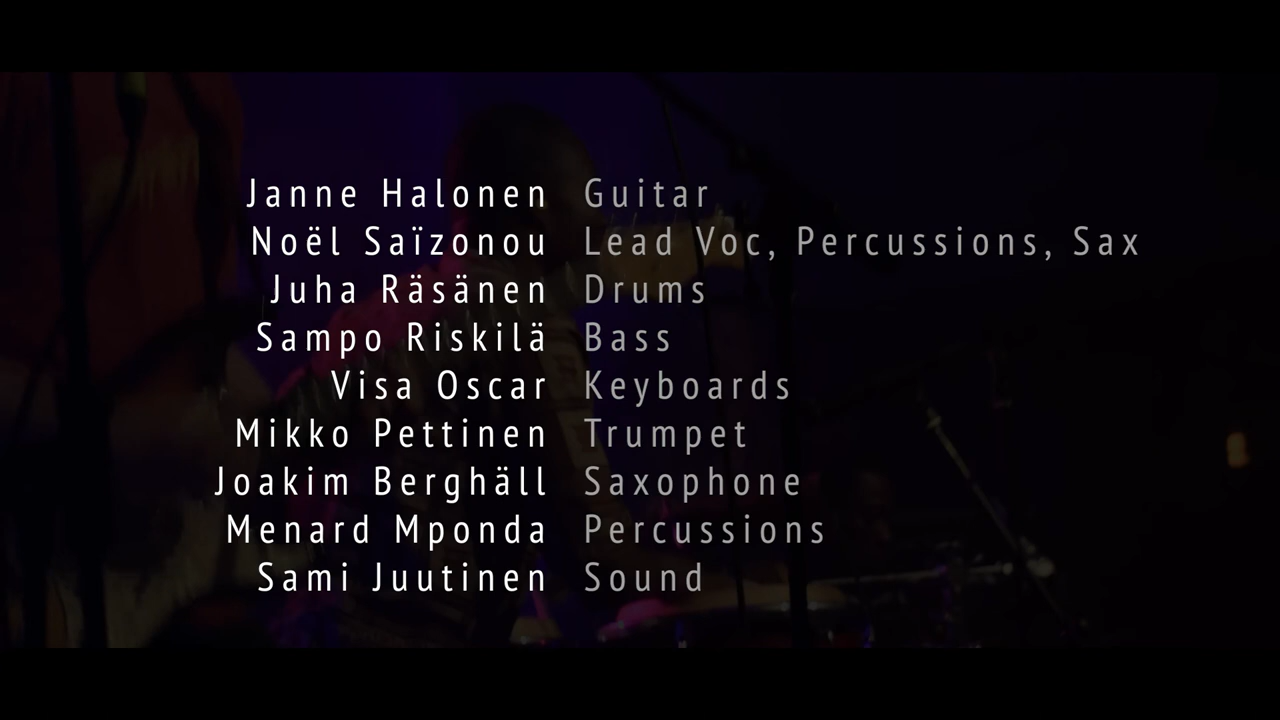 Janne Halonen Guitar
Noël Saïzonou Lead Voc, Percussions, Sax
Juha Räsänen Drums
Sampo Riskilä Bass
Visa Oscar Keyboards
Mikko Pettinen Trumpet
Joakim Berghäll Saxophone
Menard Mponda Percussions
Sami Juutinen Sound